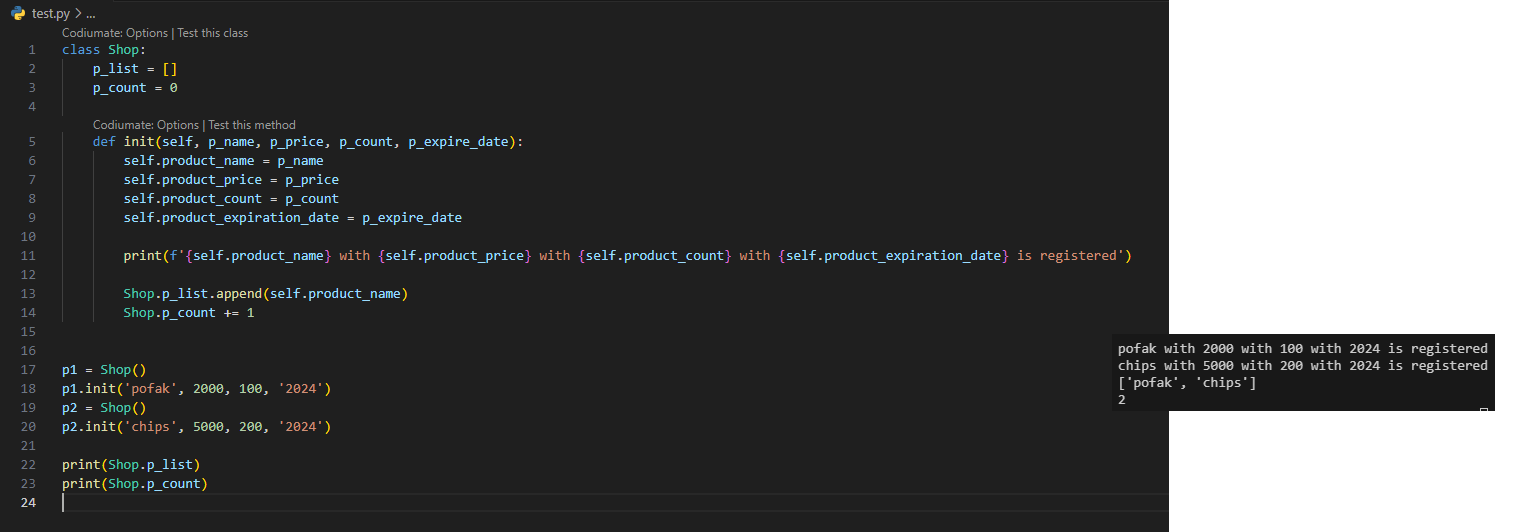 test.py > ...
Codiumate: Options | Test this class
1 class Shop:
2     p_list = []
3     p_count = 0
4
Codiumate: Options | Test this method
5     def init(self, p_name, p_price, p_count, p_expire_date):
6         self.product_name = p_name
7         self.product_price = p_price
8         self.product_count = p_count
9         self.product_expiration_date = p_expire_date
10
11         print(f'{self.product_name} with {self.product_price} with {self.product_count} with {self.product_expiration_date} is registered')
12
13         Shop.p_list.append(self.product_name)
14         Shop.p_count += 1
15
16
17 p1 = Shop()
18 p1.init('pofak', 2000, 100, '2024')
19 p2 = Shop()
20 p2.init('chips', 5000, 200, '2024')
21
22 print(Shop.p_list)
23 print(Shop.p_count)
24
pofak with 2000 with 100 with 2024 is registered
chips with 5000 with 200 with 2024 is registered
['pofak', 'chips']
2